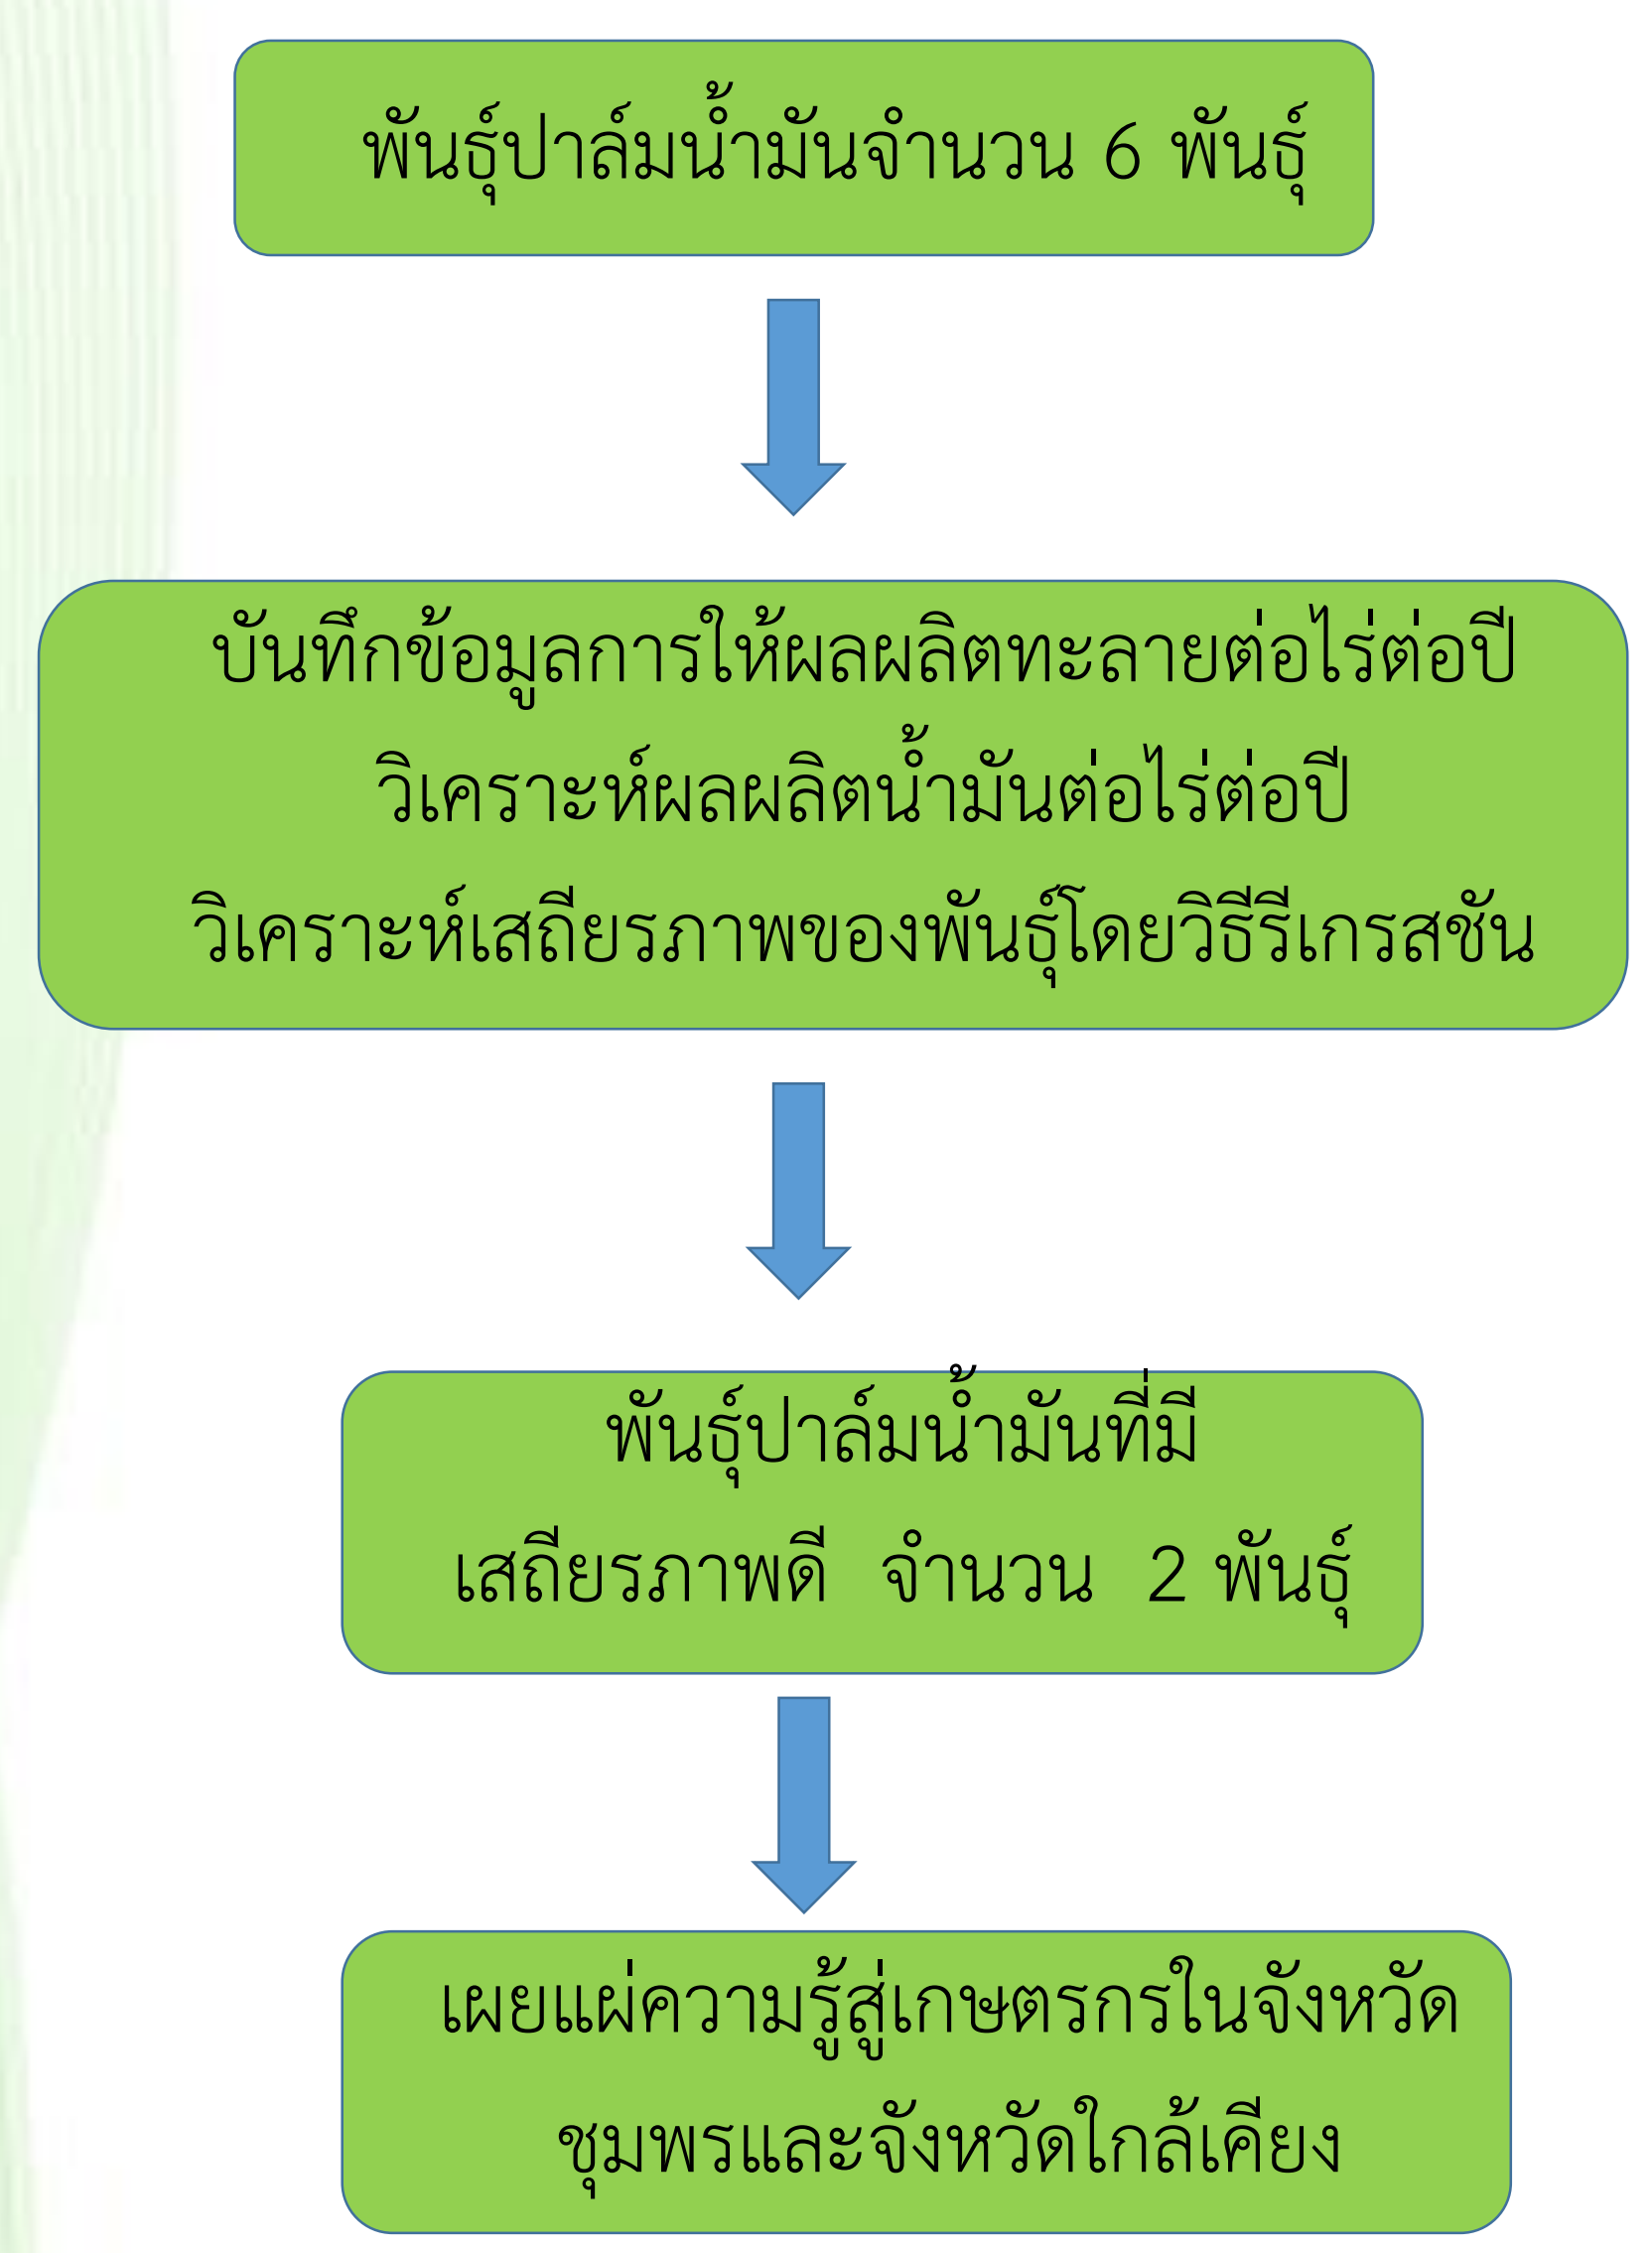 พันธุ์ปาล์มน้ำมันจำนวน 6 พันธุ์
บันทึกข้อมูลการให้ผลผลิตทะลายต่อไร่ต่อปี
วิเคราะห์ผลผลิตน้ำมันต่อไร่ต่อปี
วิเคราะห์เสถียรภาพของพันธุ์โดยวิธีรีเกรสชัน
พันธุ์ปาล์มน้ำมันที่มี
เสถียรภาพดี จำนวน 2 พันธุ์
เผยแผ่ความรู้สู่เกษตรกรในจังหวัด
ชุมพรและจังหวัดใกล้เคียง